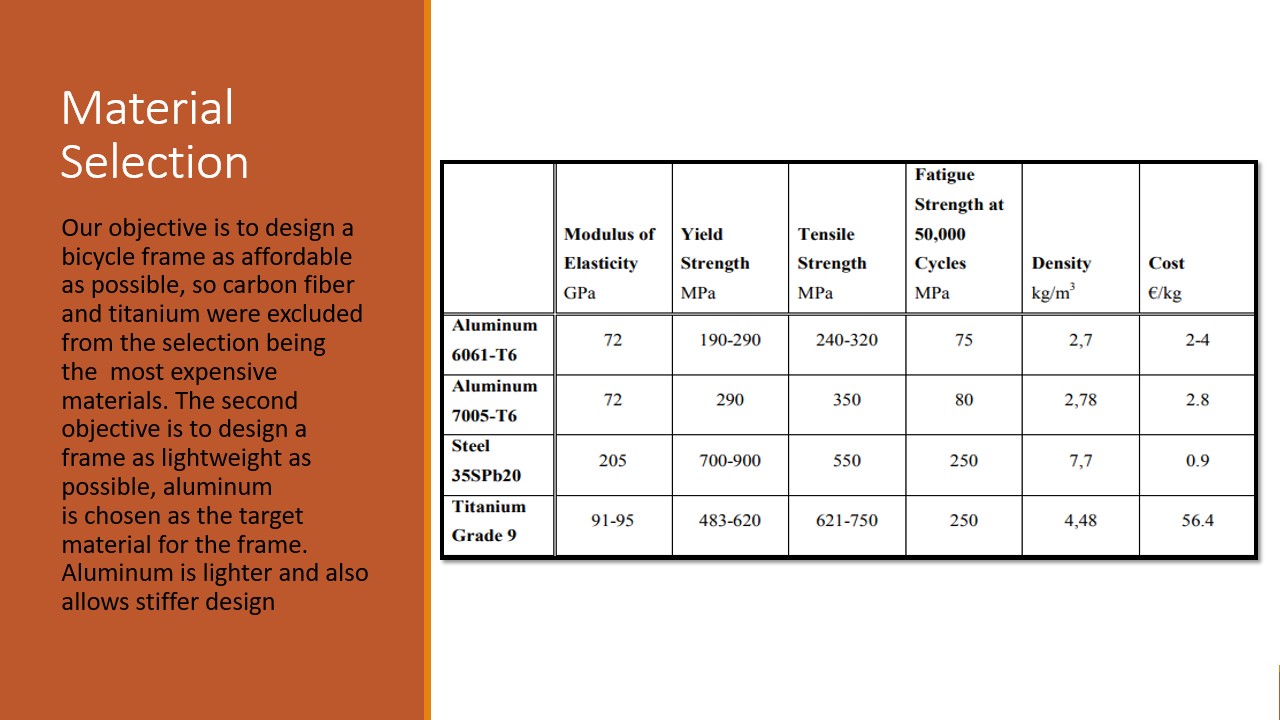 Material
Selection
Our objective is to design a
bicycle frame as affordable
as possible, so carbon fiber
and titanium were excluded
from the selection being
the  most expensive
materials. The second
objective is to design a
frame as lightweight as
possible, aluminum
is chosen as the target
material for the frame.
Aluminum is lighter and also
allows stiffer design
Modulus of
Elasticity
GPa
Yield
Strength
MPa
Tensile
Strength
MPa
Fatigue
Strength at
50,000
Cycles
MPa
Density
kg/m³
Cost
€/kg
Aluminum
6061-T6
72
190-290
240-320
75
2,7
2-4
Aluminum
7005-T6
72
290
350
80
2,78
2.8
Steel
35SPb20
205
700-900
550
250
7,7
0.9
Titanium
Grade 9
91-95
483-620
621-750
250
4,48
56.4